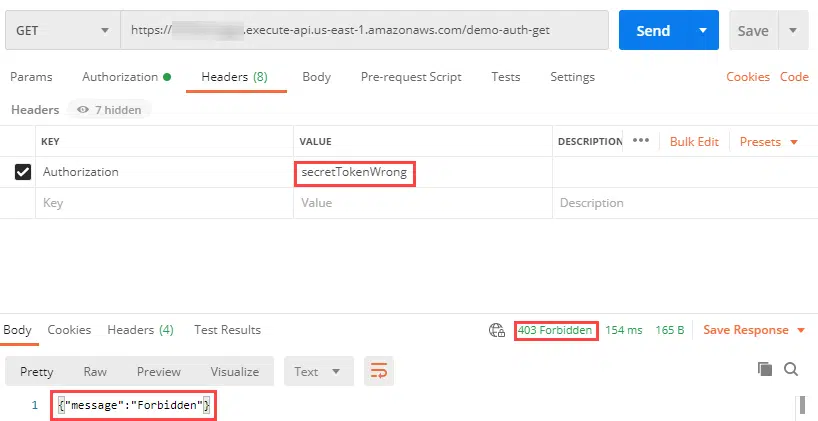 GET https:// .execute-api.us-east-1.amazonaws.com/demo-auth-get Send Save
Params Authorization Headers (8) Body Pre-request Script Tests Settings Cookies Code
Headers 7 hidden
KEY VALUE DESCRIPTION ••• Bulk Edit Presets
Authorization secretTokenWrong
Key Value Description
Body Cookies Headers (4) Test Results 403 Forbidden 154 ms 165 B Save Response
Pretty Raw Preview Visualize Text
1 {"message":"Forbidden"}